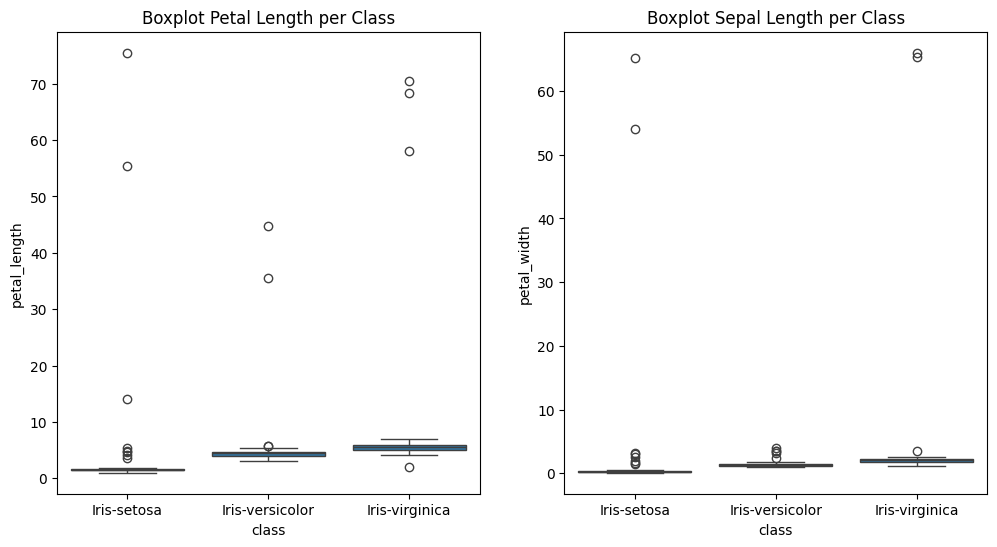 Boxplot Petal Length per Class
70
60
50
40
30
20
10
0
petal_length
Iris-setosa Iris-versicolor Iris-virginica
class
Boxplot Sepal Length per Class
60
50
40
30
20
10
0
petal_width
Iris-setosa Iris-versicolor Iris-virginica
class